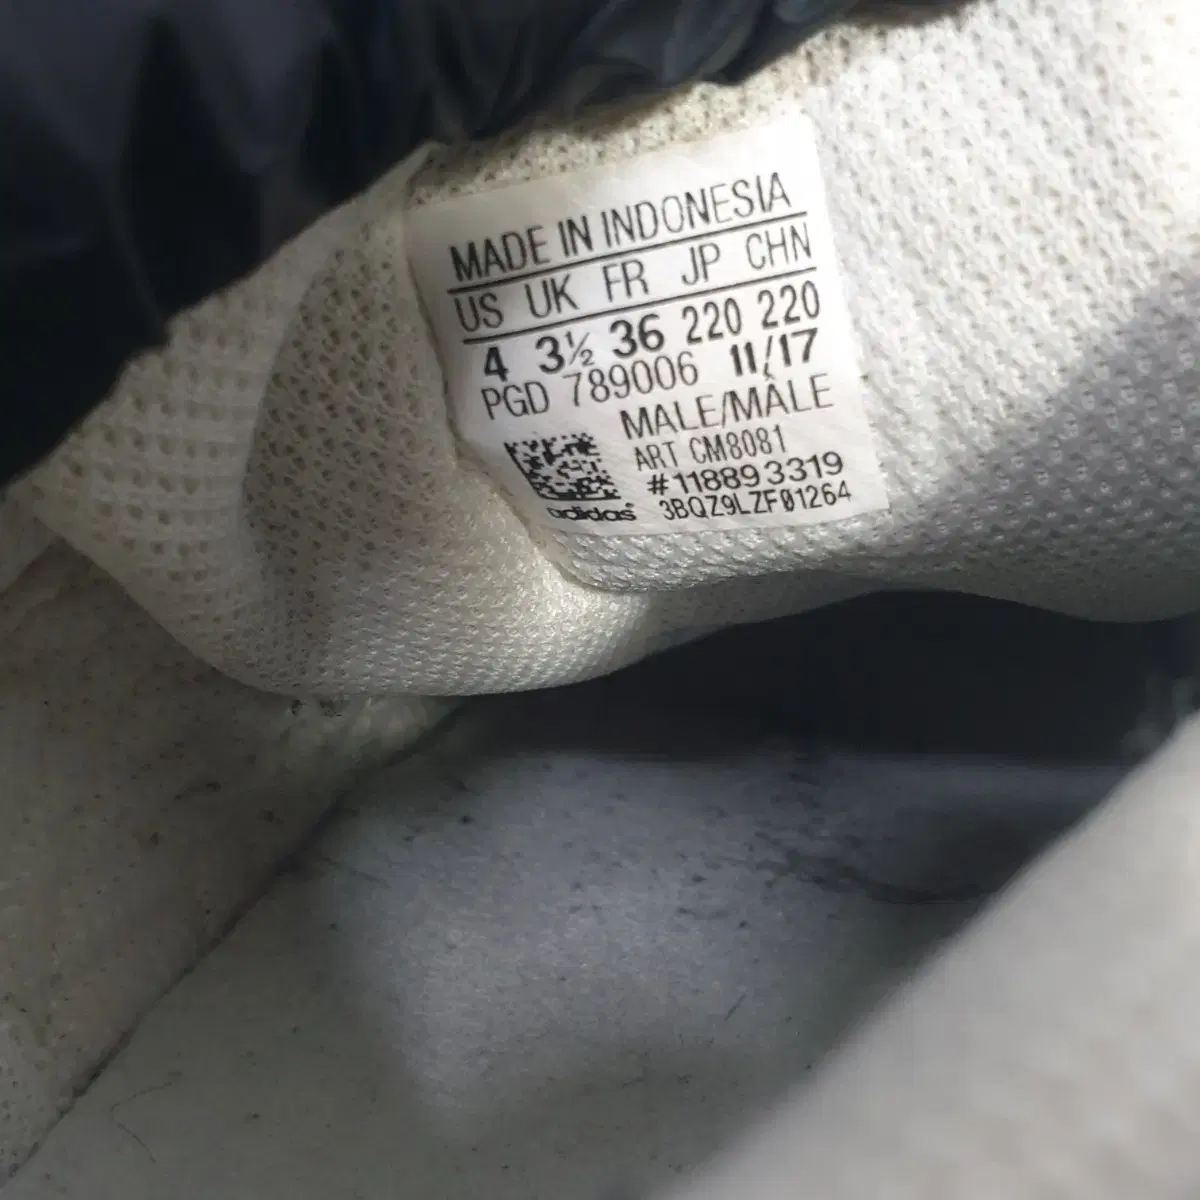 MADE IN INDONESIA
US UK FR JP CHN
4 3½ 36 220 220
PGD 789006 11/17
MALE/MÂLE
ART CM8081
#118893319
adidas® 3BQZ9LZF01264